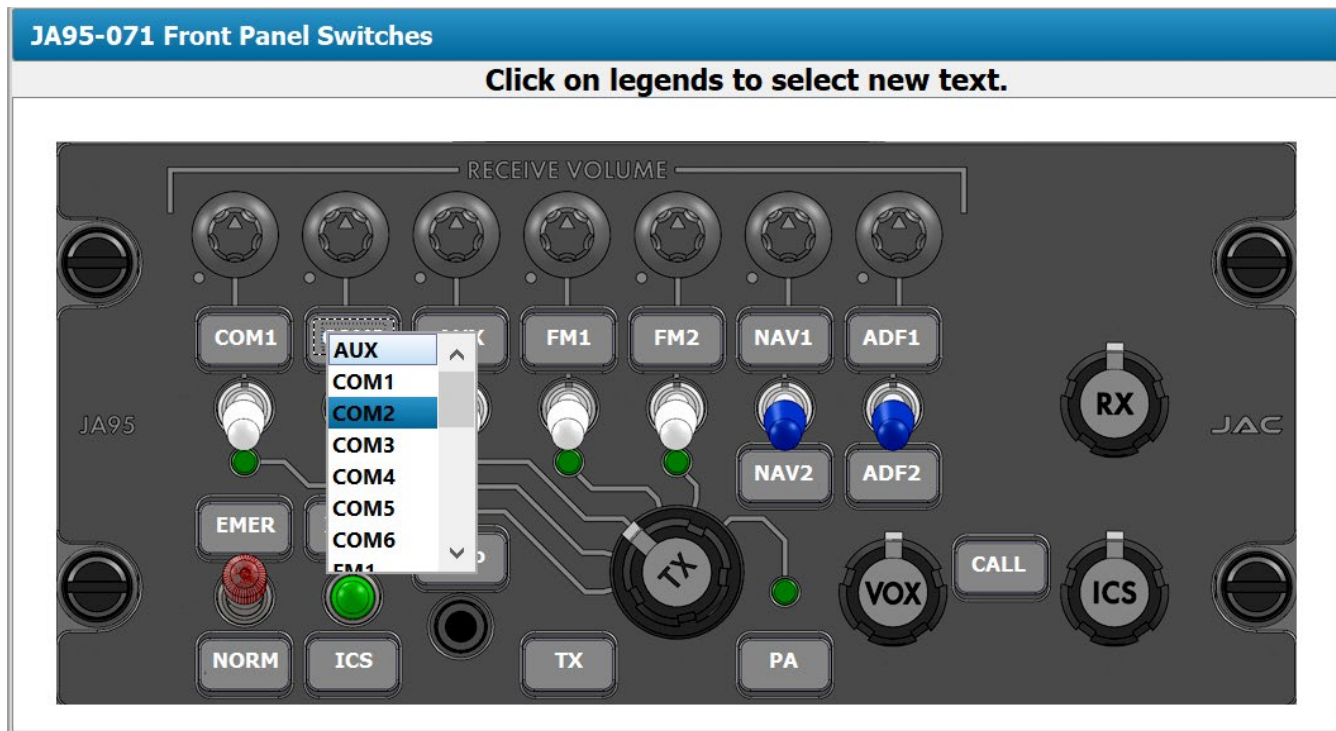 JA95-071 Front Panel Switches
Click on legends to select new text.
RECEIVE VOLUME
COM1
FM1
FM2
NAV1
ADF1
AUX
COM1
COM2
COM3
COM4
COM5
COM6
FM1
JA95
RX
JAC
NAV2
ADF2
EMER
TX
VOX
CALL
ICS
NORM
ICS
TX
PA